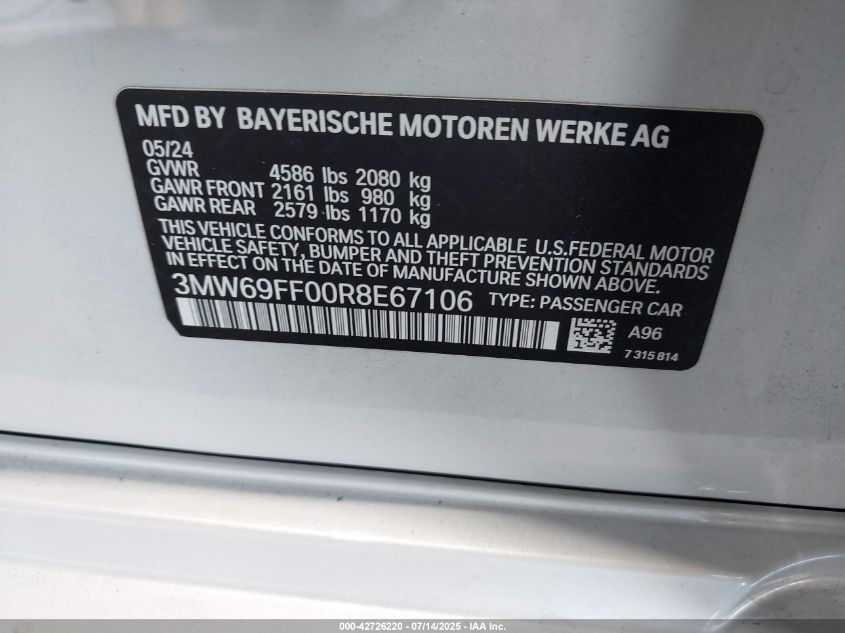 MFD BY BAYERISCHE MOTOREN WERKE AG
05/24
GVWR 4586 lbs 2080 kg
GAWR FRONT 2161 lbs 980 kg
GAWR REAR 2579 lbs 1170 kg
THIS VEHICLE CONFORMS TO ALL APPLICABLE U.S.FEDERAL MOTOR
VEHICLE SAFETY, BUMPER AND THEFT PREVENTION STANDARDS
IN EFFECT ON THE DATE OF MANUFACTURE SHOWN ABOVE.
3MW69FF00R8E67106 TYPE: PASSENGER CAR
A96
7 315 814
000-42726220 - 07/14/2025 - IAA Inc.